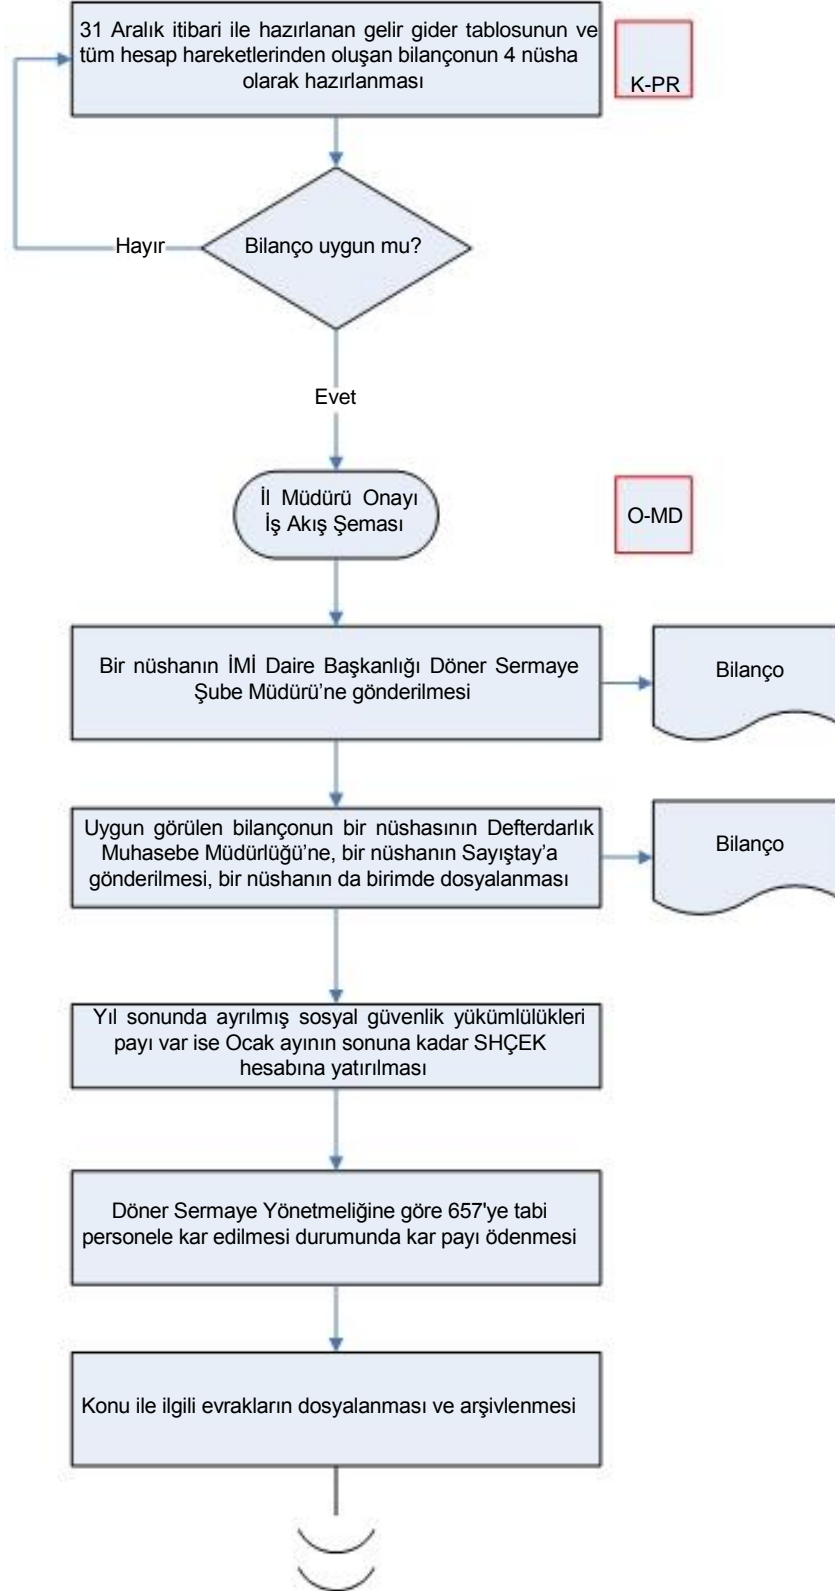 31 Aralık itibari ile hazırlanan gelir gider tablosunun ve
tüm hesap hareketlerinden oluşan bilançonun 4 nüsha
olarak hazırlanması
K-PR
Hayır
Bilanço uygun mu?
Evet
İl Müdürü Onayı
İş Akış Şeması
O-MD
Bir nüshanın İMİ Daire Başkanlığı Döner Sermaye
Şube Müdürü’ne gönderilmesi
Bilanço
Uygun görülen bilançonun bir nüshasının Defterdarlık
Muhasebe Müdürlüğü’ne, bir nüshanın Sayıştay’a
gönderilmesi, bir nüshanın da birimde dosyalanması
Bilanço
Yıl sonunda ayrılmış sosyal güvenlik yükümlülükleri
payı var ise Ocak ayının sonuna kadar SHÇEK
hesabına yatırılması
Döner Sermaye Yönetmeliğine göre 657'ye tabi
personele kar edilmesi durumunda kar payı ödenmesi
Konu ile ilgili evrakların dosyalanması ve arşivlenmesi